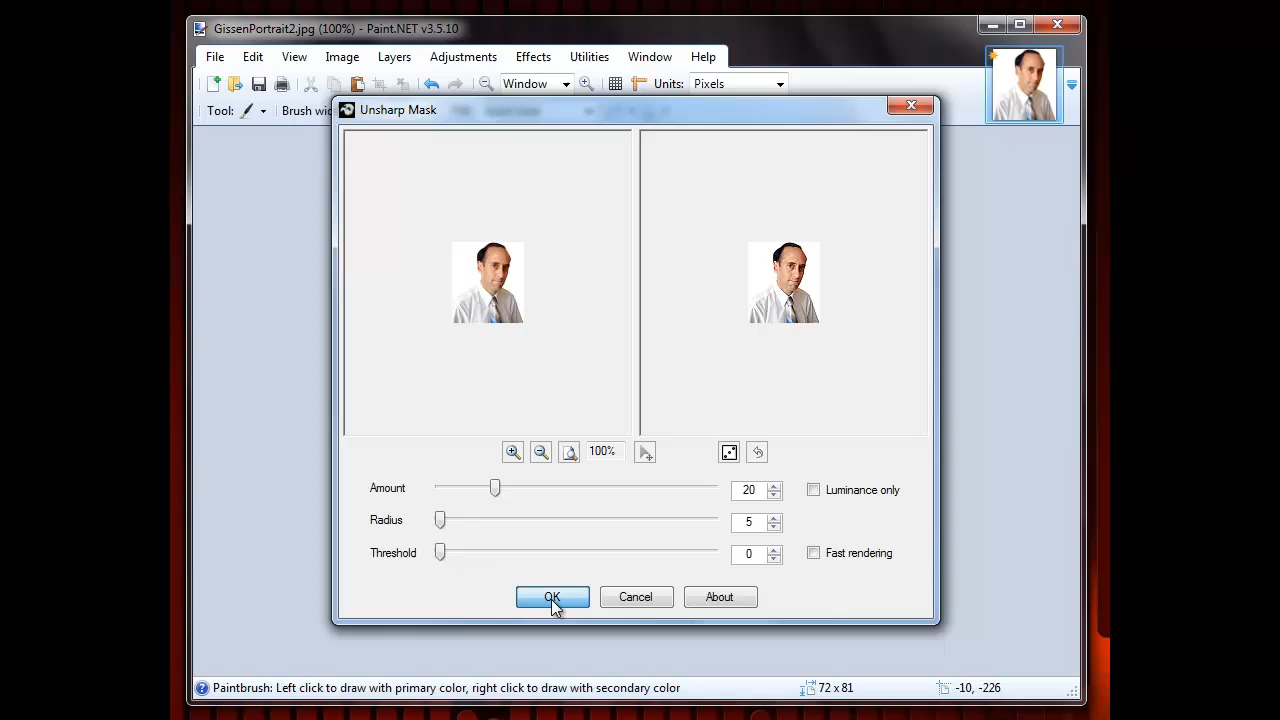 GissenPortrait2.jpg (100%) - Paint.NET v3.5.10
File Edit View Image Layers Adjustments Effects Utilities Window Help
Window Units: Pixels
Tool: Brush wi
Unsharp Mask
100%
Amount 20 Luminance only
Radius 5
Threshold 0 Fast rendering
OK Cancel About
Paintbrush: Left click to draw with primary color, right click to draw with secondary color 72 x 81 -10, -226